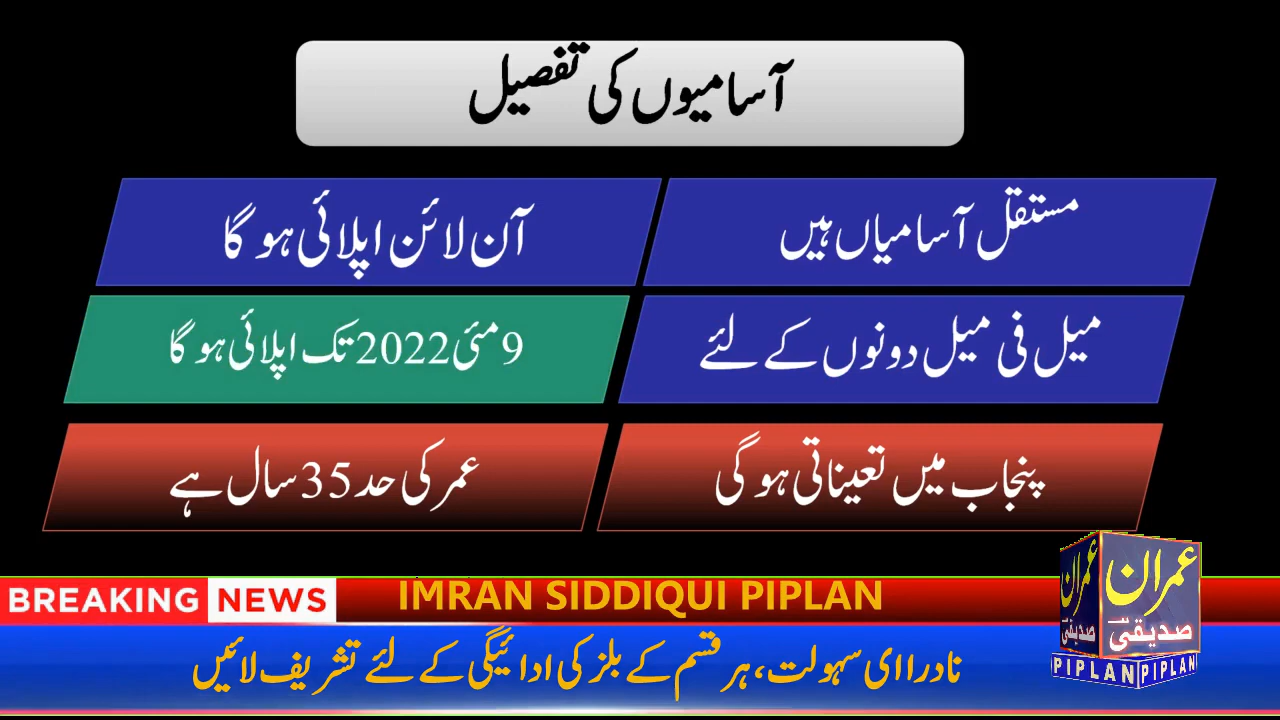 آسامیوں کی تفصیل
مستقل آسامیاں ہیں
آن لائن اپلائی ہو گا
میل فی میل دونوں کے لئے
9 مئی 2022 تک اپلائی ہو گا
پنجاب میں تعیناتی ہو گی
عمر کی حد 35 سال ہے
عمران
عمران
صدیقی
صدیقی
PIPLAN PIPLAN
BREAKING NEWS
IMRAN SIDDIQUI PIPLAN
نادرا ای سہولت، ہر قسم کے بلز کی ادائیگی کے لئے تشریف لائیں